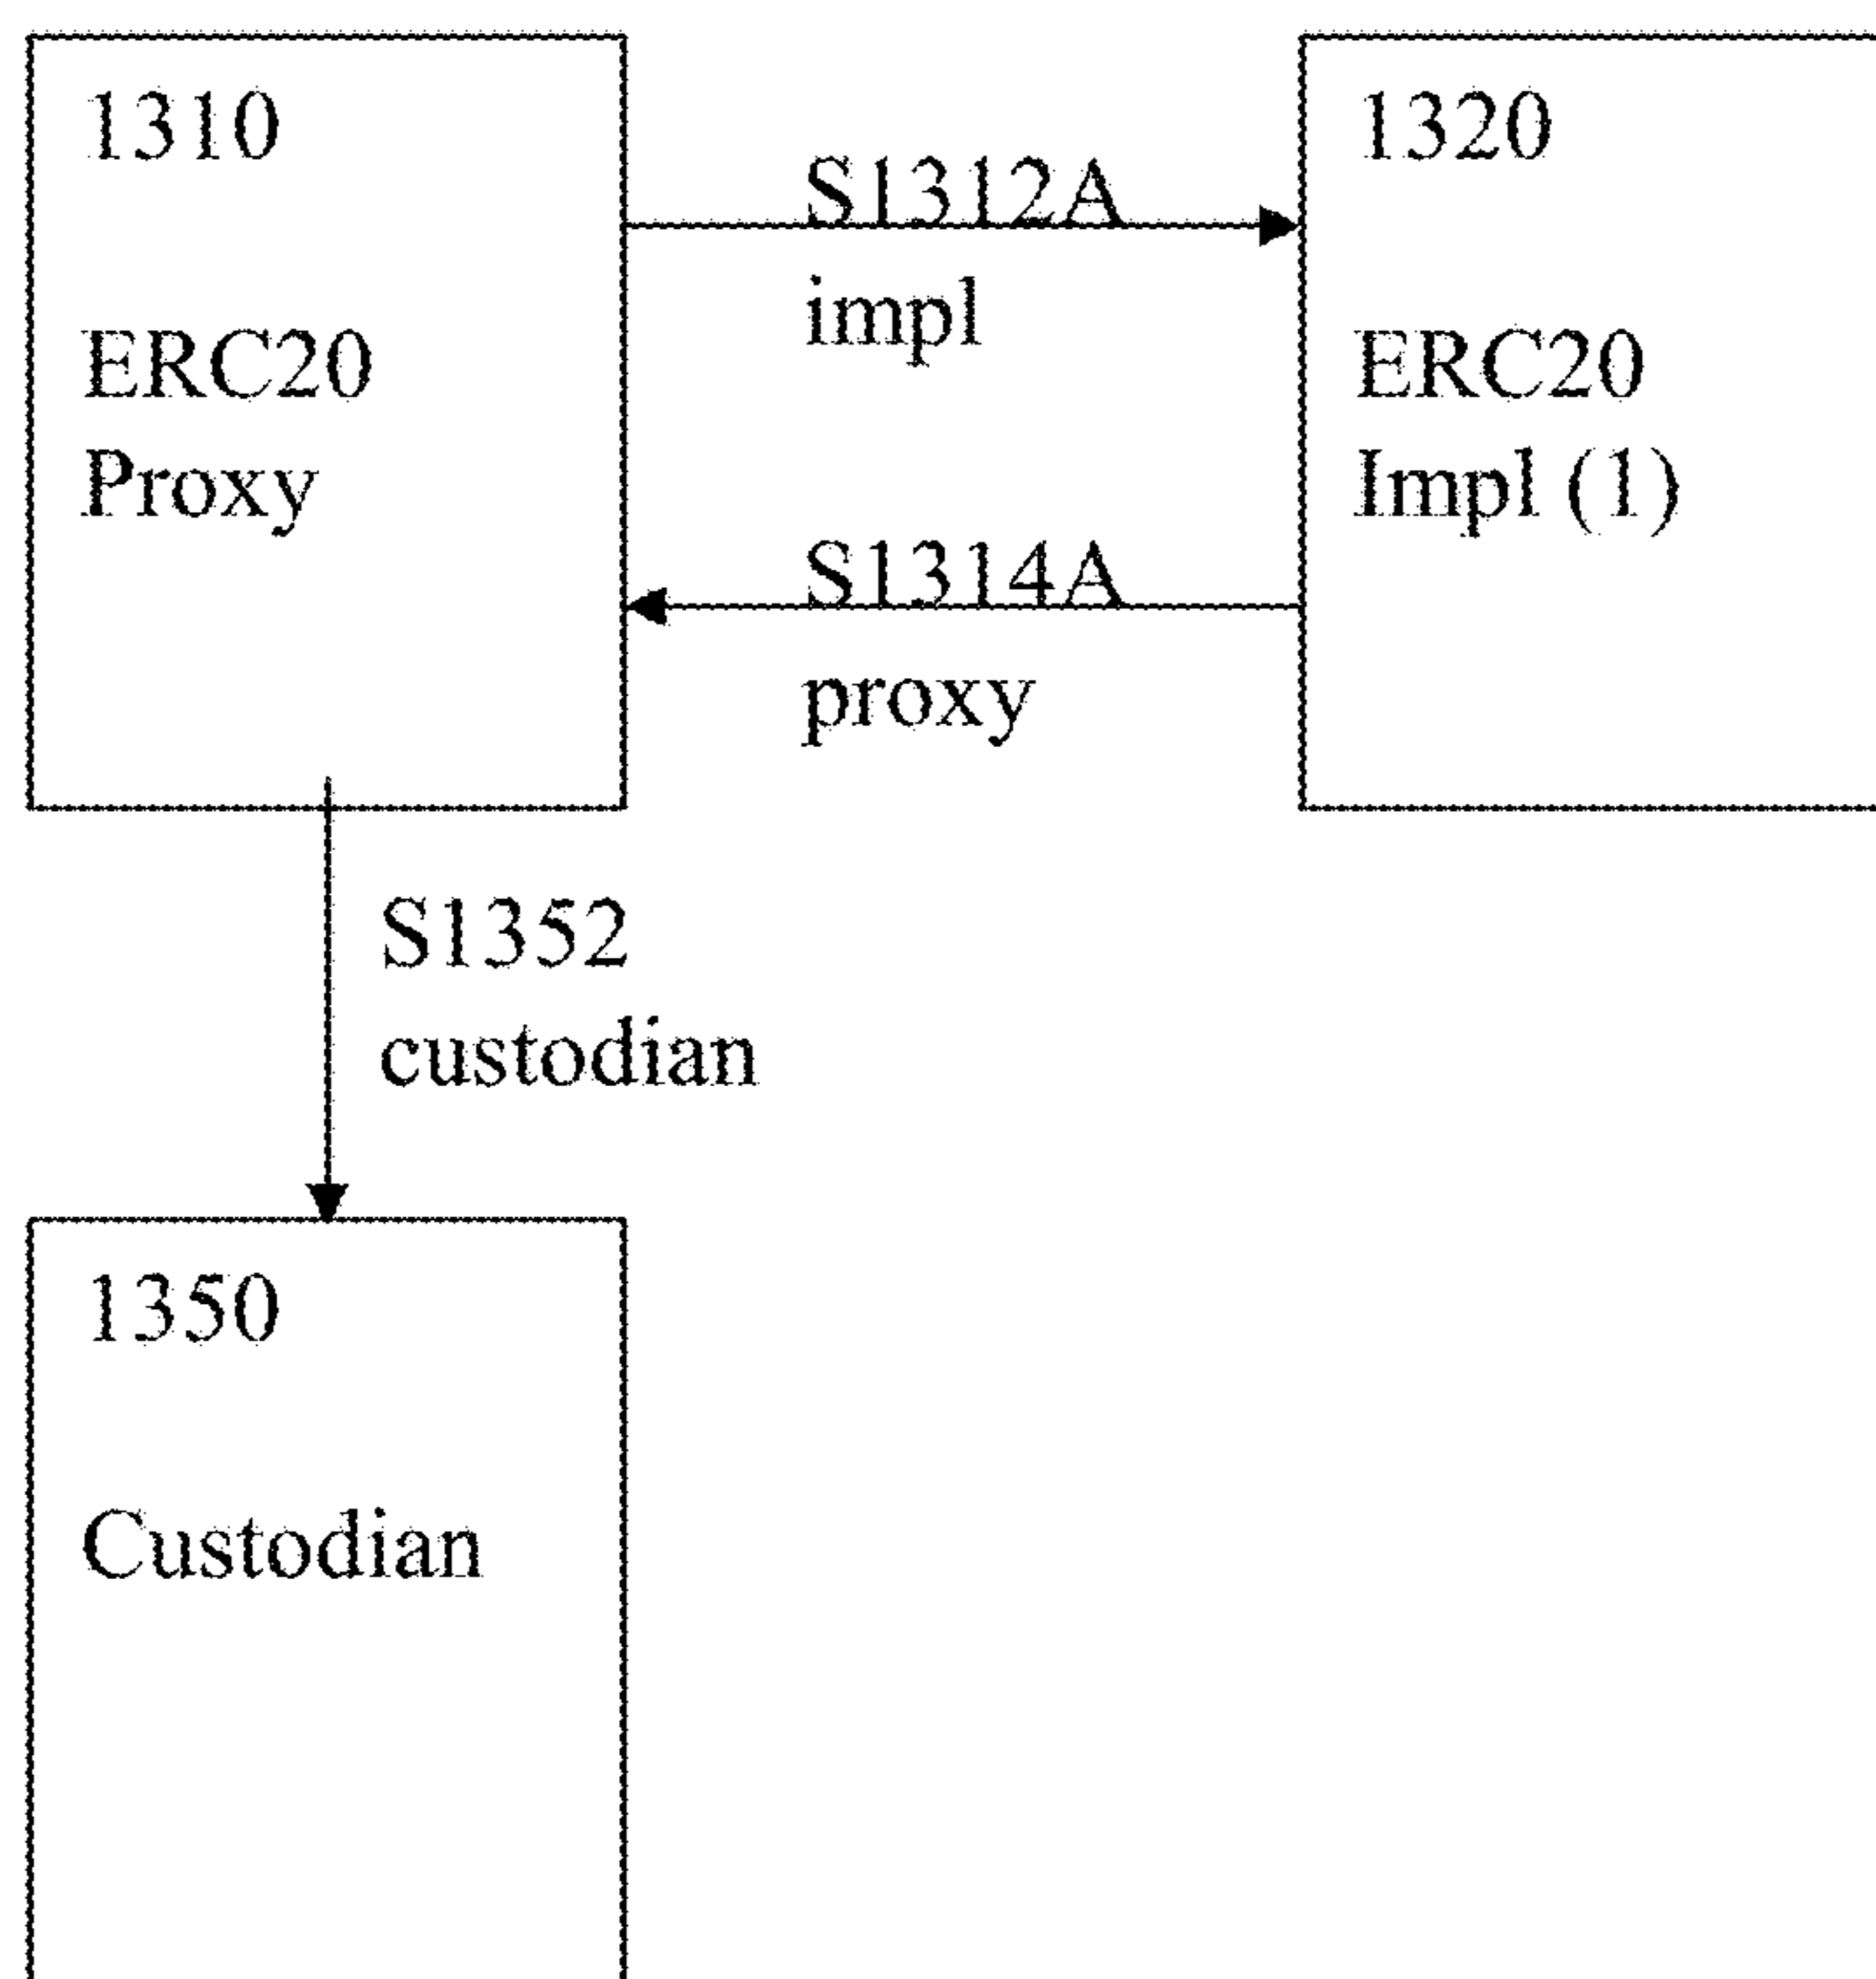 1310
ERC20
Proxy
S1312A
impl
S1314A
proxy
1320
ERC20
Impl (1)
S1352
custodian
1350
Custodian